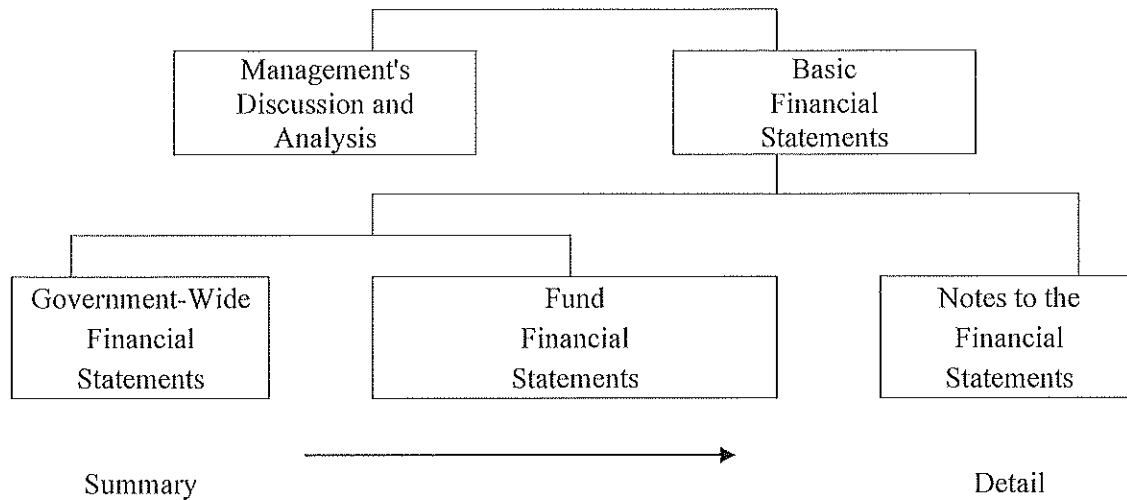 Management's
Discussion and
Analysis
Basic
Financial
Statements
Government-Wide
Financial
Statements
Fund
Financial
Statements
Notes to the
Financial
Statements
Summary
Detail